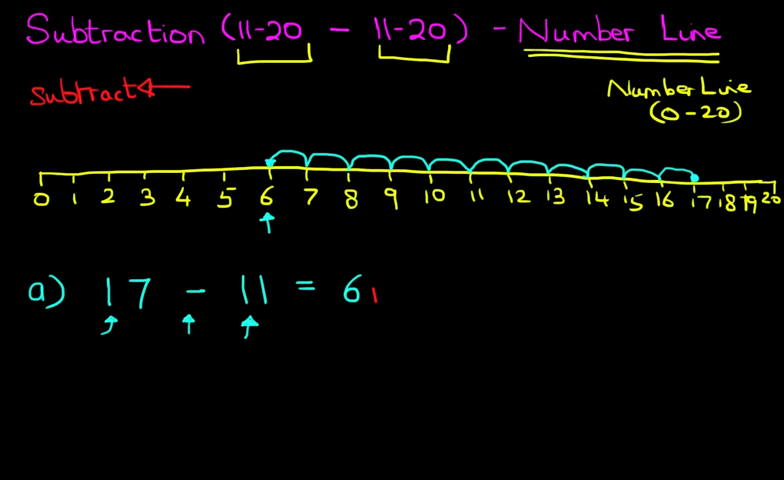 Subtraction (11-20 - 11-20) - Number Line
Subtract
Number Line
(0-20)
0 1 2 3 4 5 6 7 8 9 10 11 12 13 14 15 16 17 18 19 20
a) 17 - 11 = 6